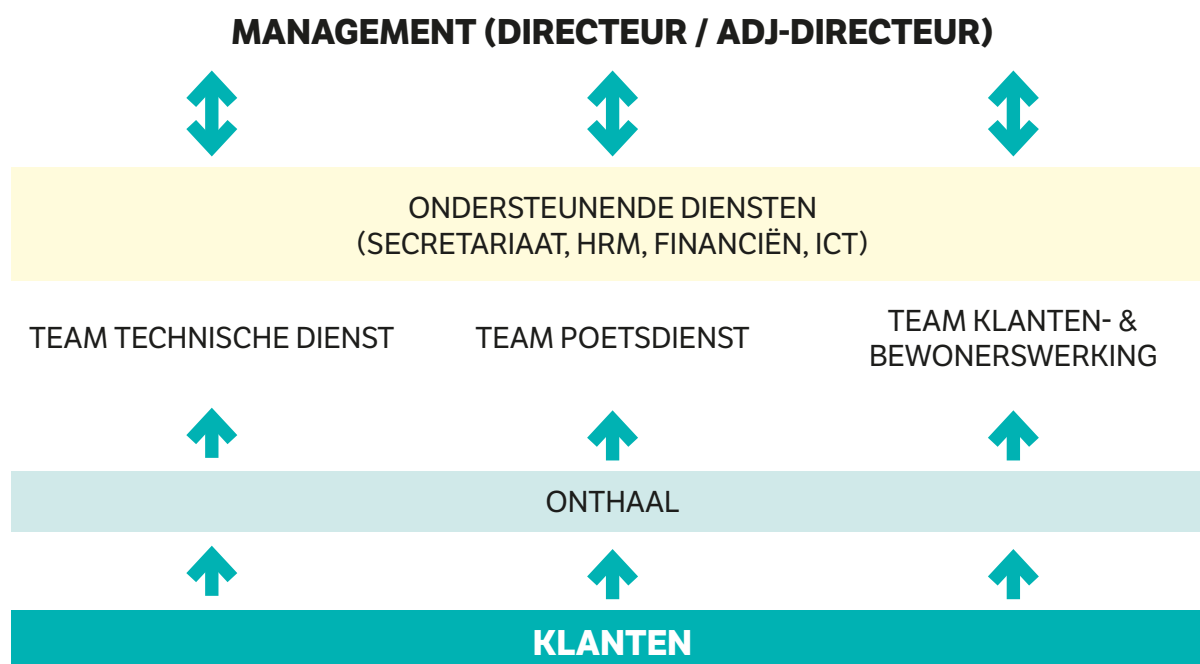 MANAGEMENT (DIRECTEUR / ADJ-DIRECTEUR)
ONDERSTEUNENDE DIENSTEN
(SECRETARIAAT, HRM, FINANCIËN, ICT)
TEAM TECHNISCHE DIENST
TEAM POETSDIENST
TEAM KLANTEN- &
BEWONERSWERKING
ONTHAAL
KLANTEN